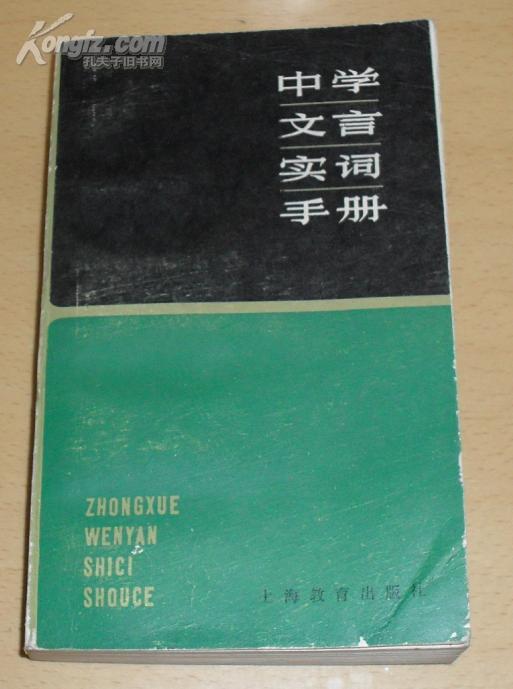 Kongfz.com
孔夫子旧书网
中学
文言
实词
手册
ZHONGXUE
WENYAN
SHICI
SHOUCE
上海教育出版社